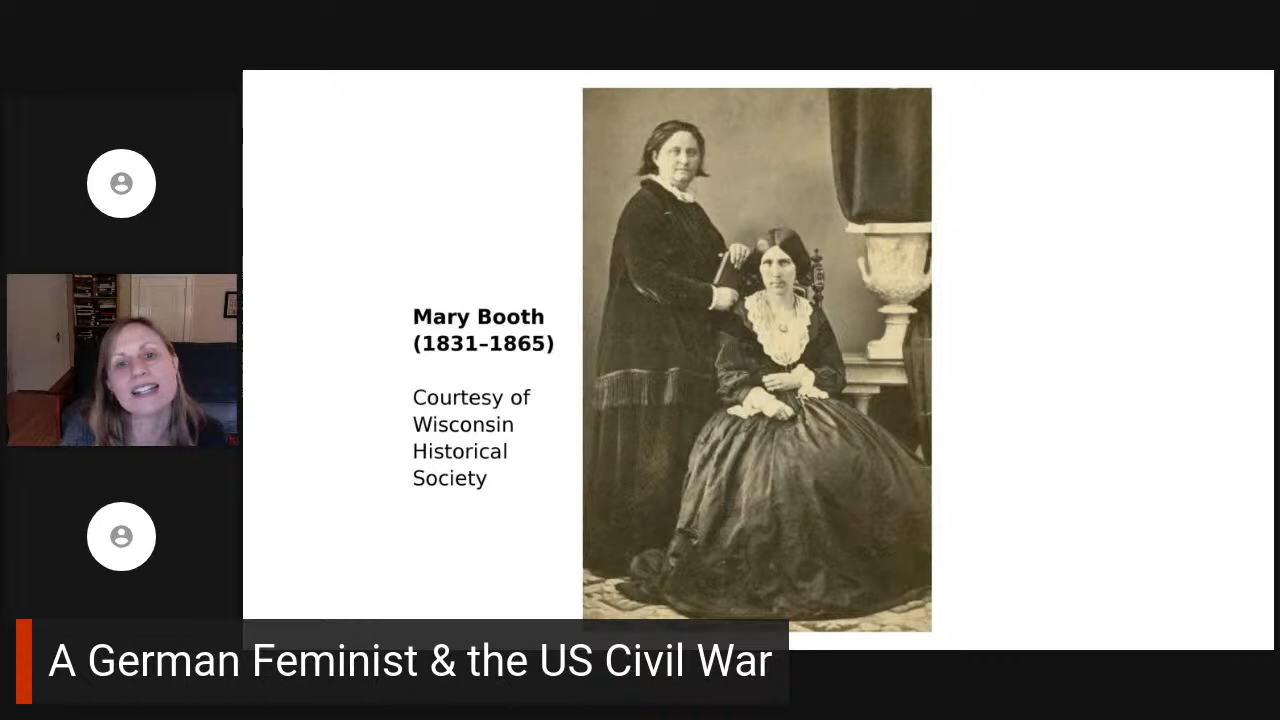 Mary Booth
(1831–1865)
Courtesy of
Wisconsin
Historical
Society
A German Feminist & the US Civil War